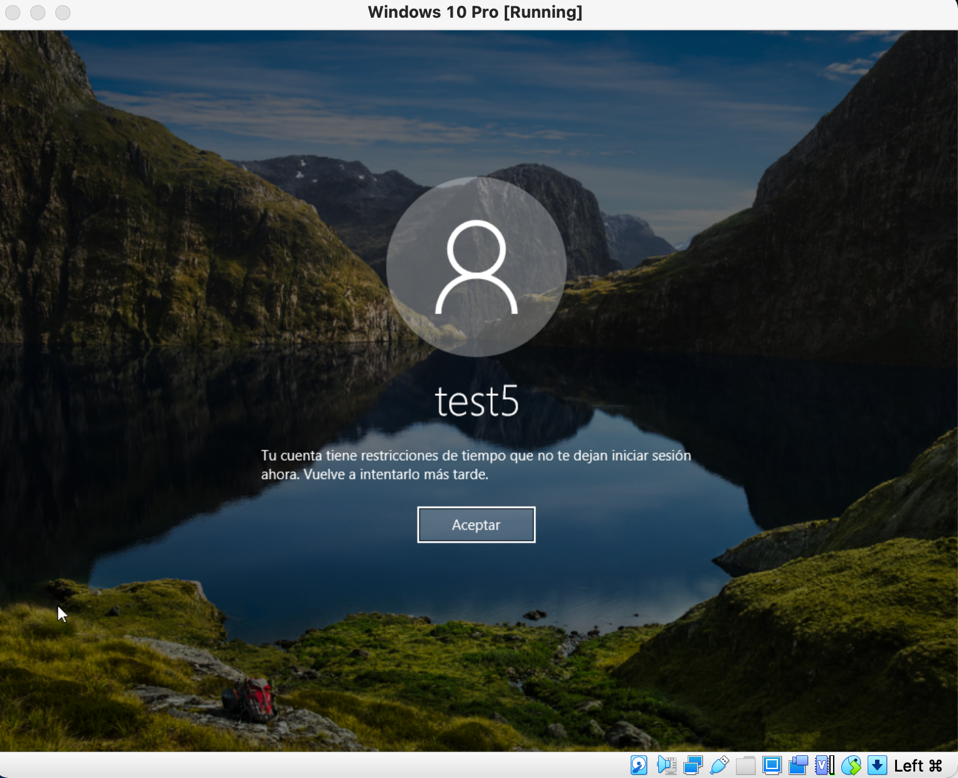 Windows 10 Pro [Running]
test5
Tu cuenta tiene restricciones de tiempo que no te dejan iniciar sesión
ahora. Vuelve a intentarlo más tarde.
Aceptar
Left ⌘